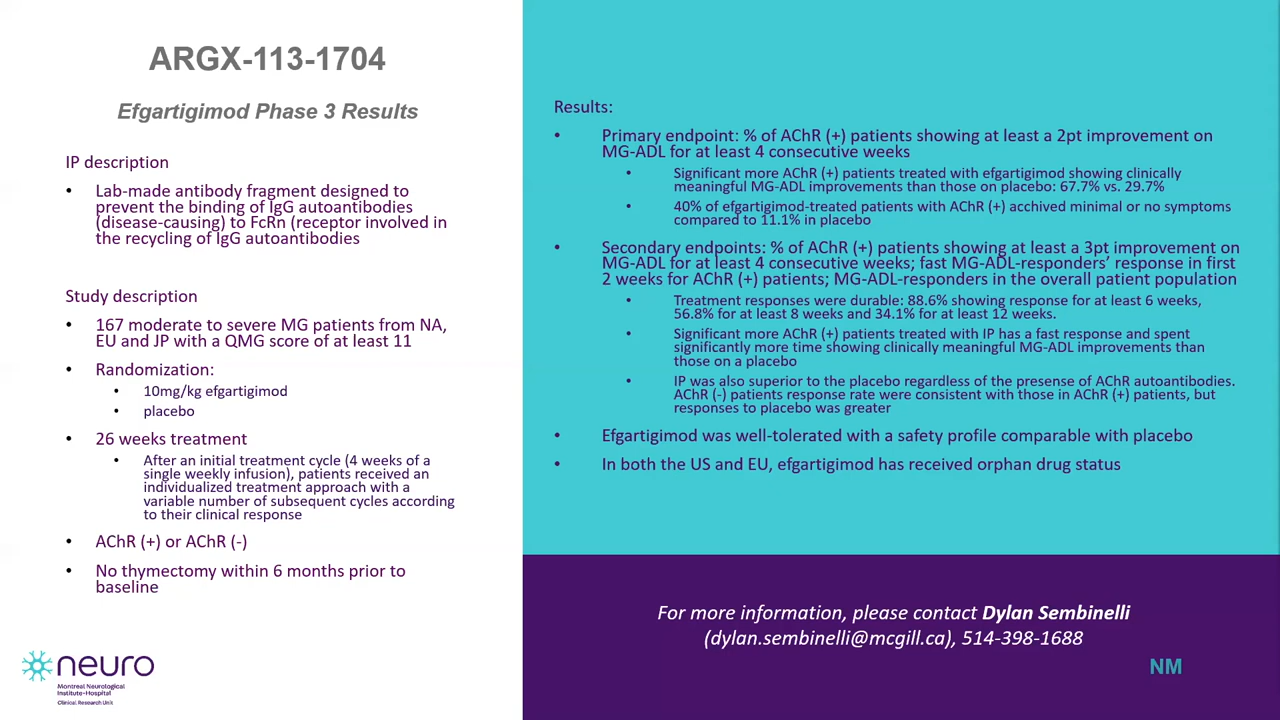 ARGX-113-1704
Efgartigimod Phase 3 Results
IP description
• Lab-made antibody fragment designed to
prevent the binding of IgG autoantibodies
(disease-causing) to FcRn (receptor involved in
the recycling of IgG autoantibodies
Study description
• 167 moderate to severe MG patients from NA,
EU and JP with a QMG score of at least 11
• Randomization:
• 10mg/kg efgartigimod
• placebo
• 26 weeks treatment
• After an initial treatment cycle (4 weeks of a
single weekly infusion), patients received an
individualized treatment approach with a
variable number of subsequent cycles according
to their clinical response
• AChR (+) or AChR (-)
• No thymectomy within 6 months prior to
baseline
neuro
Montreal Neurological
Institute-Hospital
Clinical Research Unit
Results:
• Primary endpoint: % of AChR (+) patients showing at least a 2pt improvement on
MG-ADL for at least 4 consecutive weeks
• Significant more AChR (+) patients treated with efgartigimod showing clinically
meaningful MG-ADL improvements than those on placebo: 67.7% vs. 29.7%
• 40% of efgartigimod-treated patients with AChR (+) acchived minimal or no symptoms
compared to 11.1% in placebo
• Secondary endpoints: % of AChR (+) patients showing at least a 3pt improvement on
MG-ADL for at least 4 consecutive weeks; fast MG-ADL-responders’ response in first
2 weeks for AChR (+) patients; MG-ADL-responders in the overall patient population
• Treatment responses were durable: 88.6% showing response for at least 6 weeks,
56.8% for at least 8 weeks and 34.1% for at least 12 weeks.
• Significant more AChR (+) patients treated with IP has a fast response and spent
significantly more time showing clinically meaningful MG-ADL improvements than
those on a placebo
• IP was also superior to the placebo regardless of the presense of AChR autoantibodies.
AChR (-) patients response rate were consistent with those in AChR (+) patients, but
responses to placebo was greater
• Efgartigimod was well-tolerated with a safety profile comparable with placebo
• In both the US and EU, efgartigimod has received orphan drug status
For more information, please contact Dylan Sembinelli
(dylan.sembinelli@mcgill.ca), 514-398-1688
NM